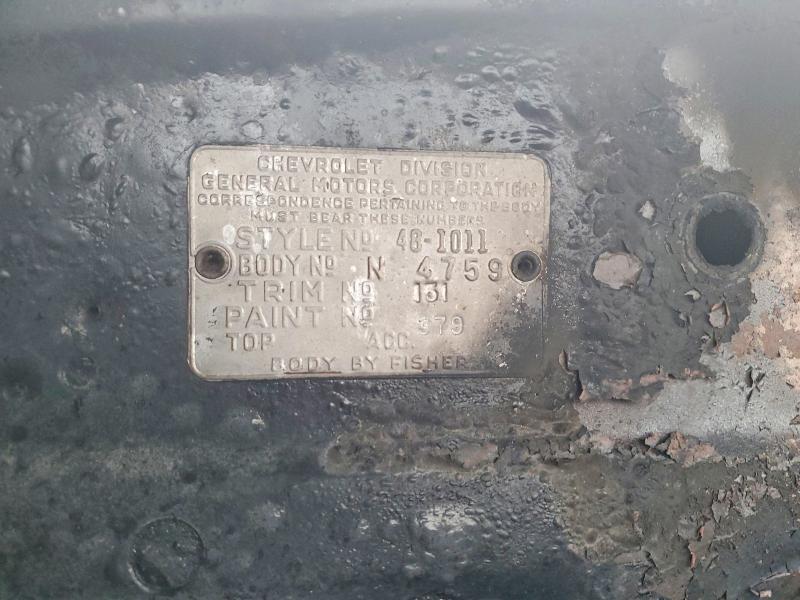 CHEVROLET DIVISION
GENERAL MOTORS CORPORATION
CORRESPONDENCE PERTAINING TO THE BODY
MUST BEAR THESE NUMBERS
STYLE Nº 48-1011
BODY Nº N 4759
TRIM Nº 131
PAINT Nº 379
TOP ACC.
BODY BY FISHER